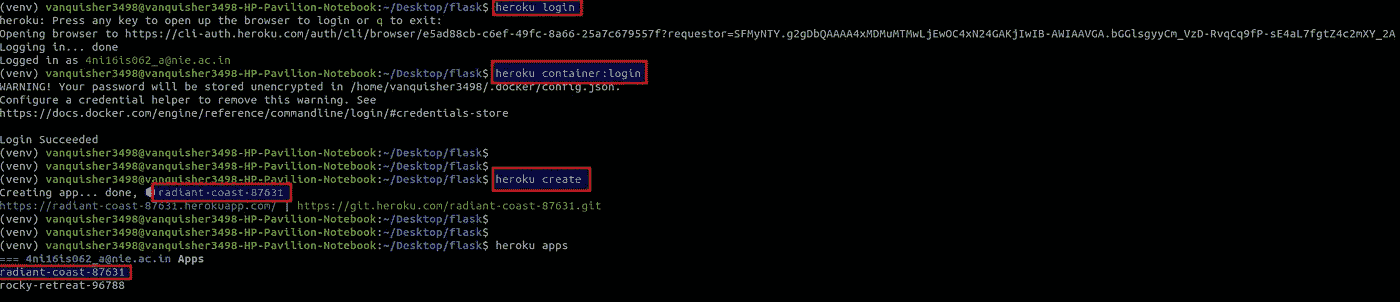 (venv) vanquisher3498@vanquisher3498-HP-Pavilion-Notebook:~/Desktop/flask$ heroku login
heroku: Press any key to open up the browser to login or q to exit:
Opening browser to https://cli-auth.heroku.com/auth/cli/browser/e5ad88cb-c6ef-49fc-8a66-25a7c679557f?requestor=SFMyNTY.g2gDbQAAAA4xMDMuMTMwLjEwOC4xN24GAKjIwIB-AWIAAVGA.bGGlsgyyCm_VzD-RvqCq9fP-sE4aL7fgtZ4c2mXY_2A
Logging in... done
Logged in as 4ni16is062_a@nie.ac.in
(venv) vanquisher3498@vanquisher3498-HP-Pavilion-Notebook:~/Desktop/flask$ heroku container:login
WARNING! Your password will be stored unencrypted in /home/vanquisher3498/.docker/config.json.
Configure a credential helper to remove this warning. See
https://docs.docker.com/engine/reference/commandline/login/#credentials-store
Login Succeeded
(venv) vanquisher3498@vanquisher3498-HP-Pavilion-Notebook:~/Desktop/flask$
(venv) vanquisher3498@vanquisher3498-HP-Pavilion-Notebook:~/Desktop/flask$
(venv) vanquisher3498@vanquisher3498-HP-Pavilion-Notebook:~/Desktop/flask$ heroku create
Creating app... done, radiant-coast-87631
https://radiant-coast-87631.herokuapp.com/ | https://git.heroku.com/radiant-coast-87631.git
(venv) vanquisher3498@vanquisher3498-HP-Pavilion-Notebook:~/Desktop/flask$
(venv) vanquisher3498@vanquisher3498-HP-Pavilion-Notebook:~/Desktop/flask$
(venv) vanquisher3498@vanquisher3498-HP-Pavilion-Notebook:~/Desktop/flask$ heroku apps
=== 4ni16is062_a@nie.ac.in Apps
radiant-coast-87631
rocky-retreat-96788